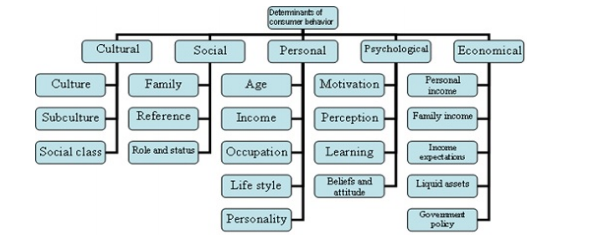 Determinants of
consumer behavior
Cultural
Social
Personal
Psychological
Economical
Culture
Family
Age
Motivation
Personal
income
Subculture
Reference
Income
Perception
Family income
Social class
Role and status
Occupation
Learning
Income
expectations
Life style
Beliefs and
attitude
Liquid assets
Personality
Government
policy